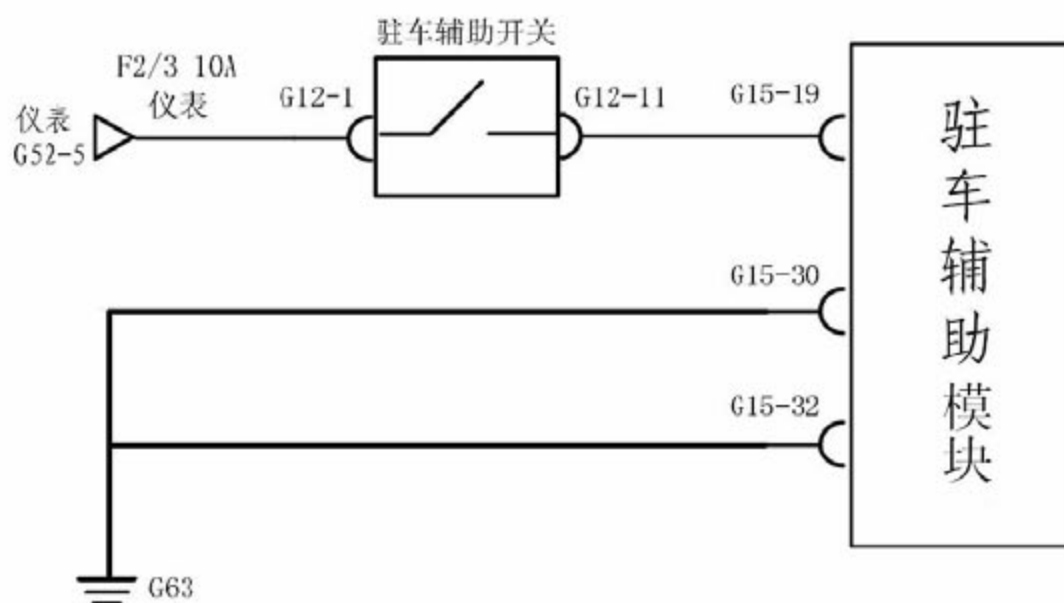 驻车辅助开关
F2/3 10A
仪表
仪表
G52-5
G12-1
G12-11
G15-19
G15-30
G15-32
驻车辅助模块
G63